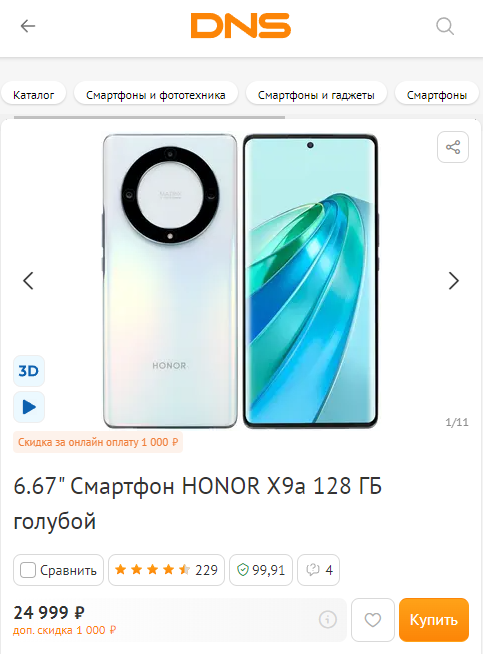 DNS
Каталог
Смартфоны и фототехника
Смартфоны и гаджеты
Смартфоны
HONOR
3D
1/11
Скидка за онлайн оплату 1 000 ₽
6.67" Смартфон HONOR X9a 128 ГБ
голубой
Сравнить
229
99,91
4
24 999 ₽
доп. скидка 1 000 ₽
Купить